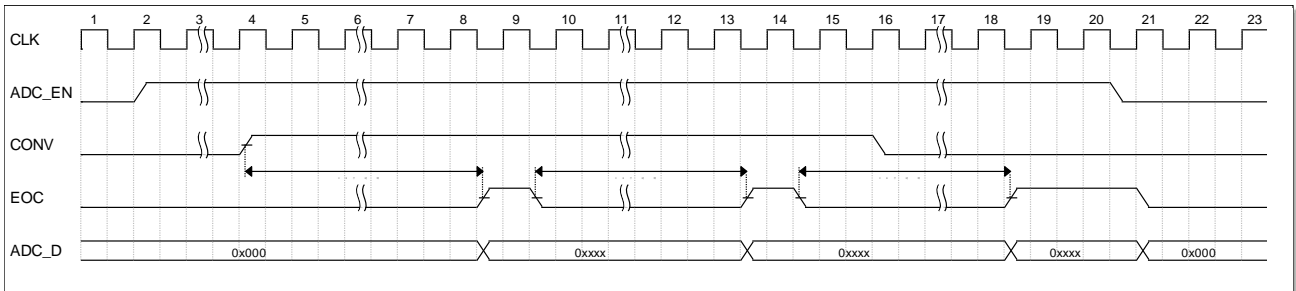 1 2 3 4 5 6 7 8 9 10 11 12 13 14 15 16 17 18 19 20 21 22 23
CLK
ADC_EN
CONV
EOC
ADC_D 0x000 0xxxx 0xxxx 0xxxx 0x000